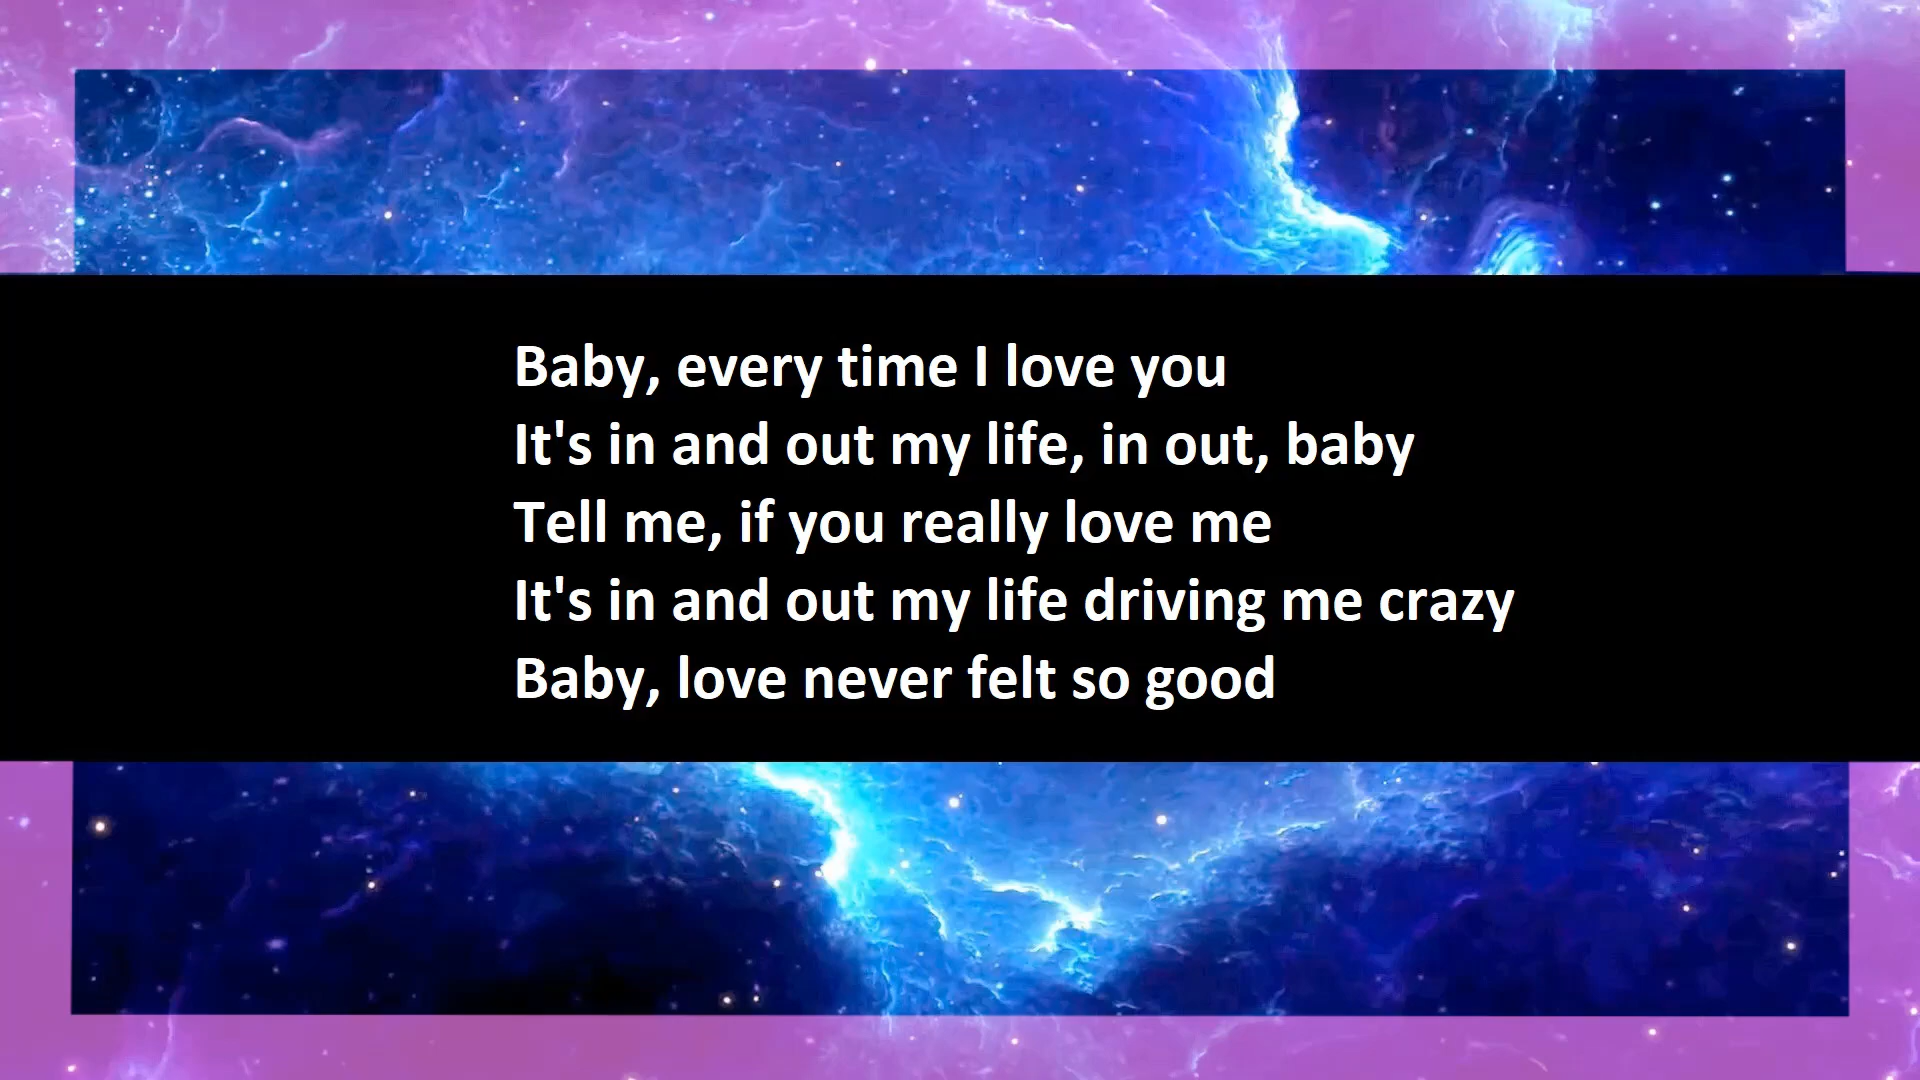 Baby, every time I love you
It's in and out my life, in out, baby
Tell me, if you really love me
It's in and out my life driving me crazy
Baby, love never felt so good